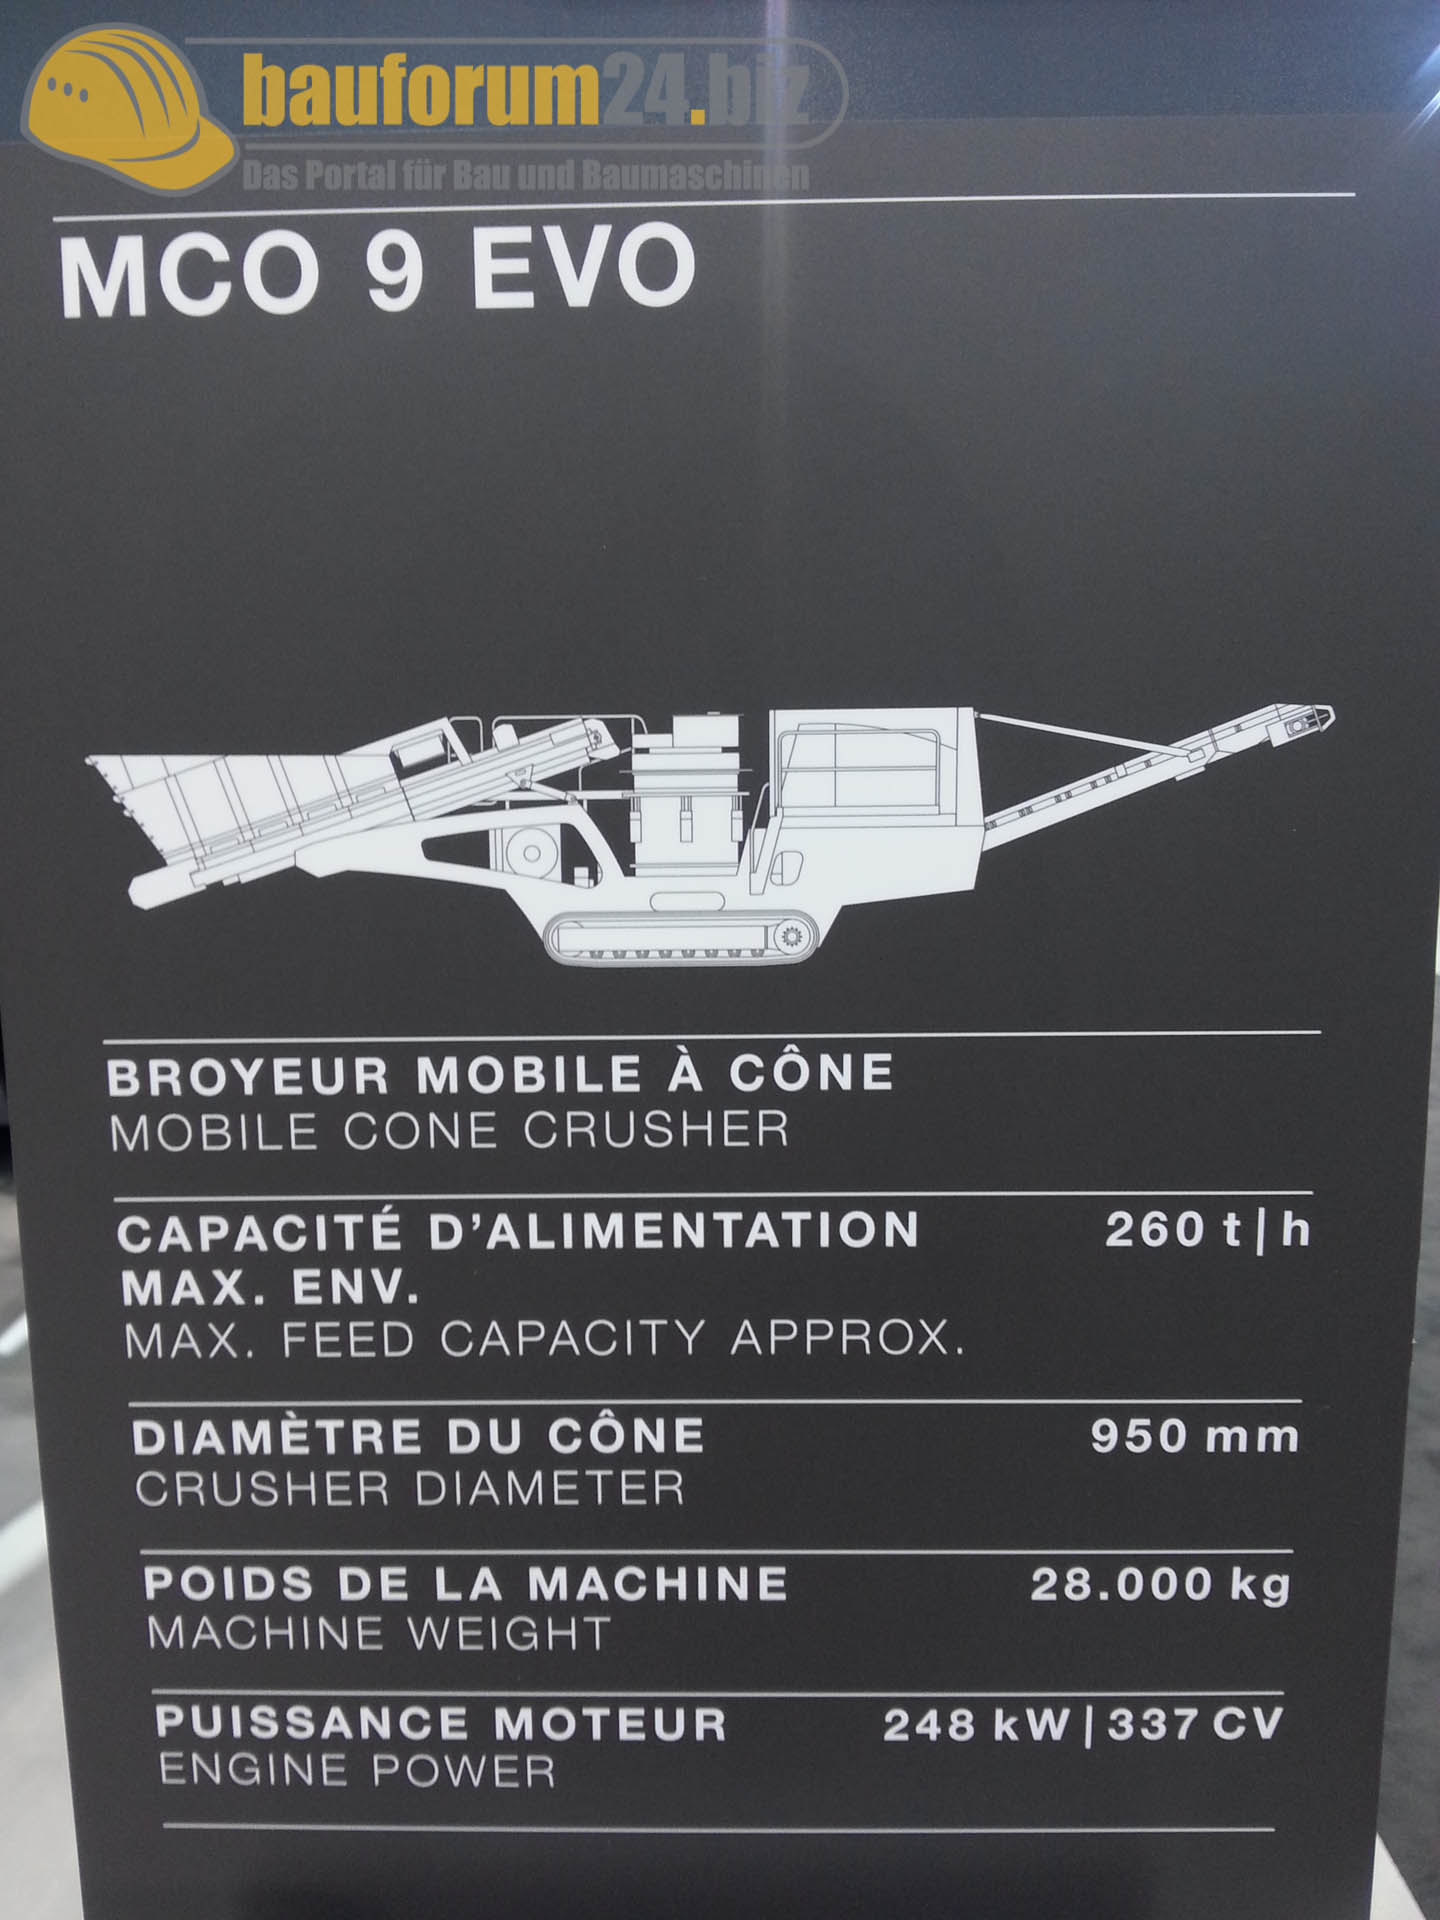 bauforum24.biz
Das Portal für Bau und Baumaschinen
MCO 9 EVO
BROYEUR MOBILE À CÔNE
MOBILE CONE CRUSHER
CAPACITÉ D'ALIMENTATION 260 t|h
MAX. ENV.
MAX. FEED CAPACITY APPROX.
DIAMÈTRE DU CÔNE 950 mm
CRUSHER DIAMETER
POIDS DE LA MACHINE 28.000 kg
MACHINE WEIGHT
PUISSANCE MOTEUR 248 kW|337 CV
ENGINE POWER